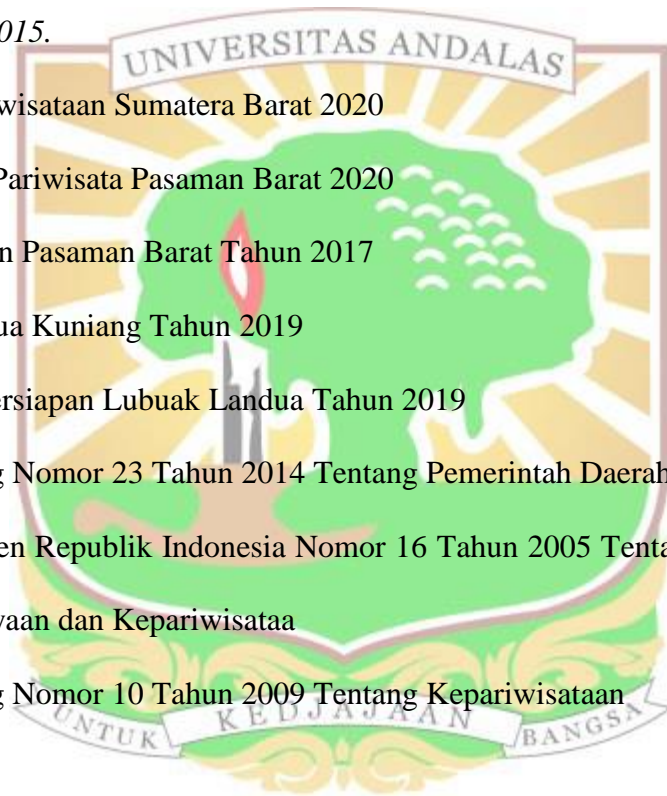 015.
UNIVERSITAS ANDALAS
wisataan Sumatera Barat 2020
Pariwisata Pasaman Barat 2020
n Pasaman Barat Tahun 2017
ua Kuniang Tahun 2019
ersiapan Lubuak Landua Tahun 2019
g Nomor 23 Tahun 2014 Tentang Pemerintah Daerah
en Republik Indonesia Nomor 16 Tahun 2005 Tenta
yaan dan Kepariwisataa
g Nomor 10 Tahun 2009 Tentang Kepariwisataan
UNTUK KEDJAJAAN BANGSA